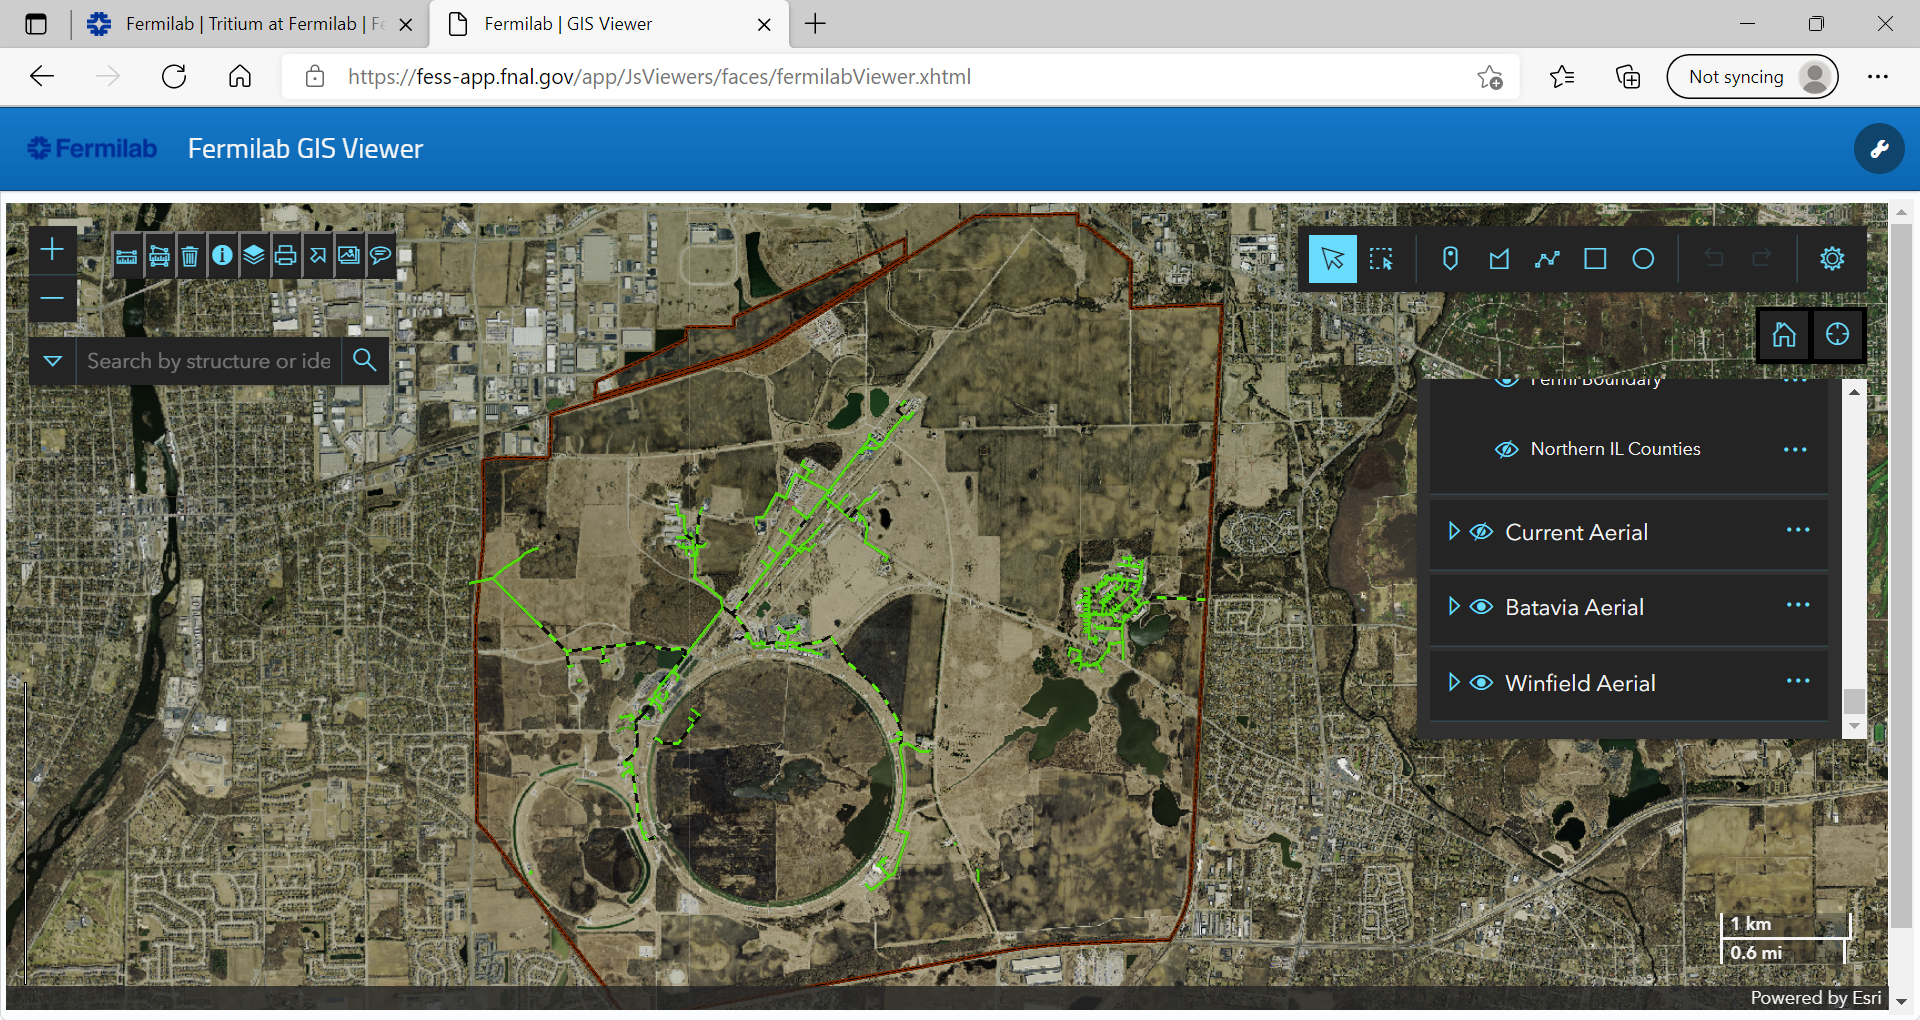 Fermilab | Tritium at Fermilab | Fe
Fermilab | GIS Viewer
https://fess-app.fnal.gov/app/JsViewers/faces/fermilabViewer.xhtml
Not syncing
Fermilab
Fermilab GIS Viewer
Search by structure or ide
Fermi Boundary
Northern IL Counties
Current Aerial
Batavia Aerial
Winfield Aerial
1 km
0.6 mi
Powered by Esri